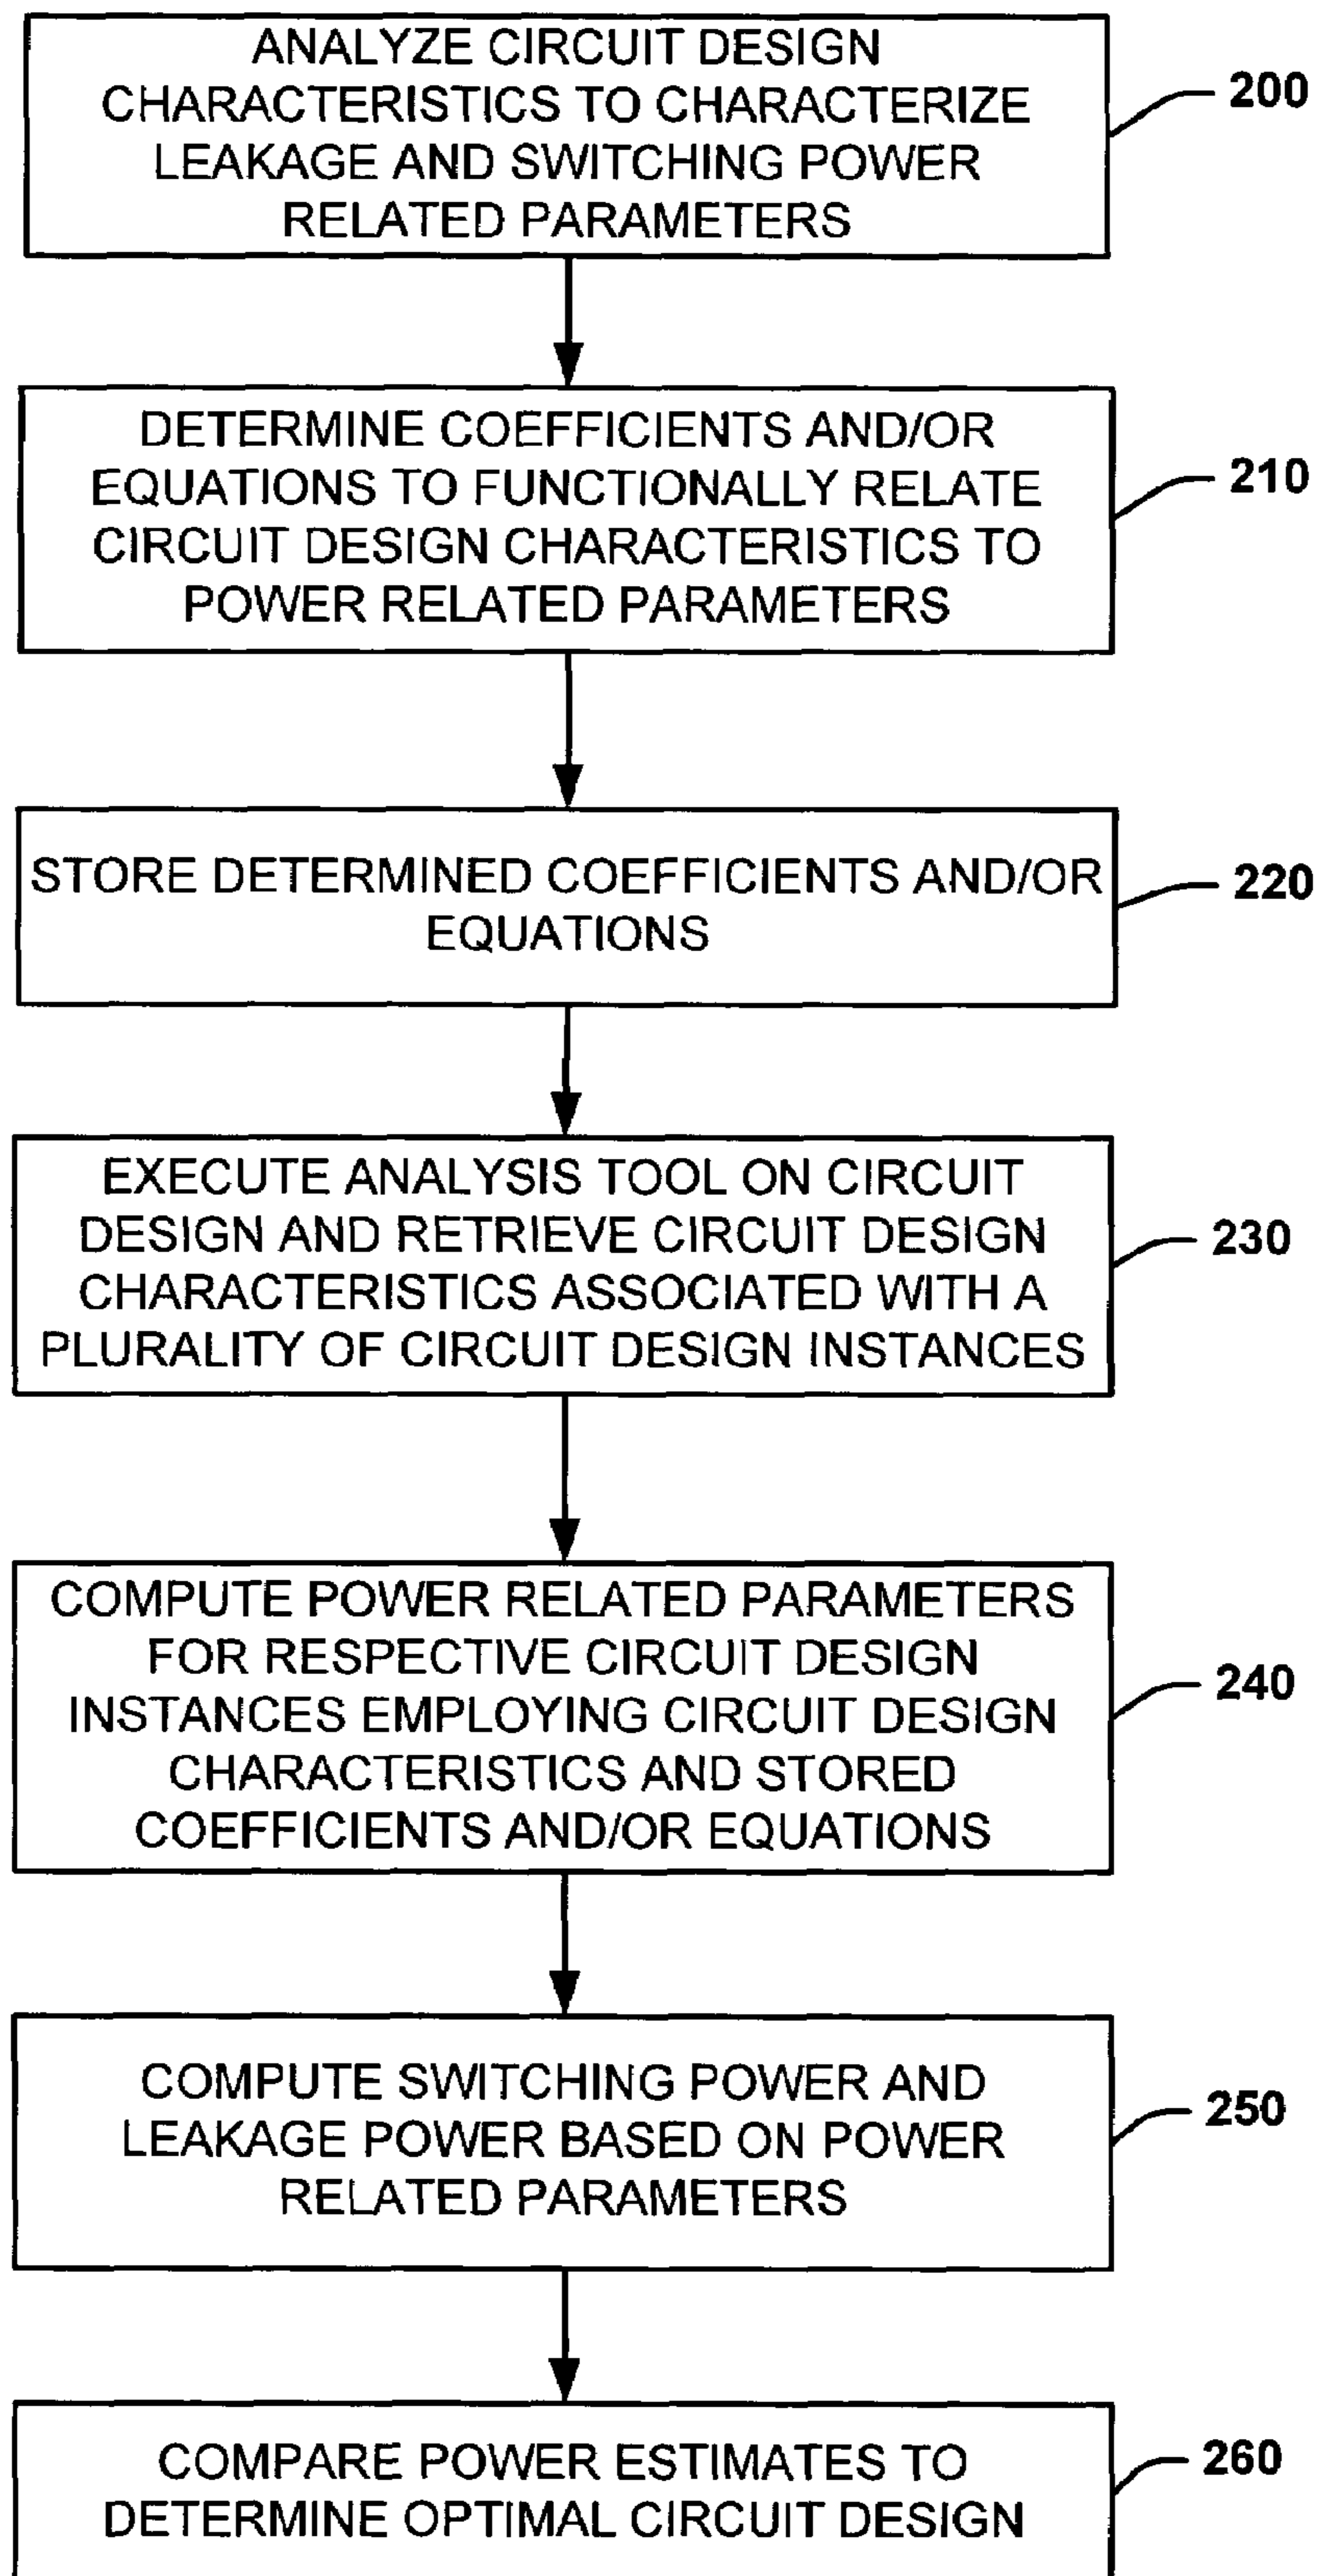 ANALYZE CIRCUIT DESIGN
CHARACTERISTICS TO CHARACTERIZE
LEAKAGE AND SWITCHING POWER
RELATED PARAMETERS
200
DETERMINE COEFFICIENTS AND/OR
EQUATIONS TO FUNCTIONALLY RELATE
CIRCUIT DESIGN CHARACTERISTICS TO
POWER RELATED PARAMETERS
210
STORE DETERMINED COEFFICIENTS AND/OR
EQUATIONS
220
EXECUTE ANALYSIS TOOL ON CIRCUIT
DESIGN AND RETRIEVE CIRCUIT DESIGN
CHARACTERISTICS ASSOCIATED WITH A
PLURALITY OF CIRCUIT DESIGN INSTANCES
230
COMPUTE POWER RELATED PARAMETERS
FOR RESPECTIVE CIRCUIT DESIGN
INSTANCES EMPLOYING CIRCUIT DESIGN
CHARACTERISTICS AND STORED
COEFFICIENTS AND/OR EQUATIONS
240
COMPUTE SWITCHING POWER AND
LEAKAGE POWER BASED ON POWER
RELATED PARAMETERS
250
COMPARE POWER ESTIMATES TO
DETERMINE OPTIMAL CIRCUIT DESIGN
260